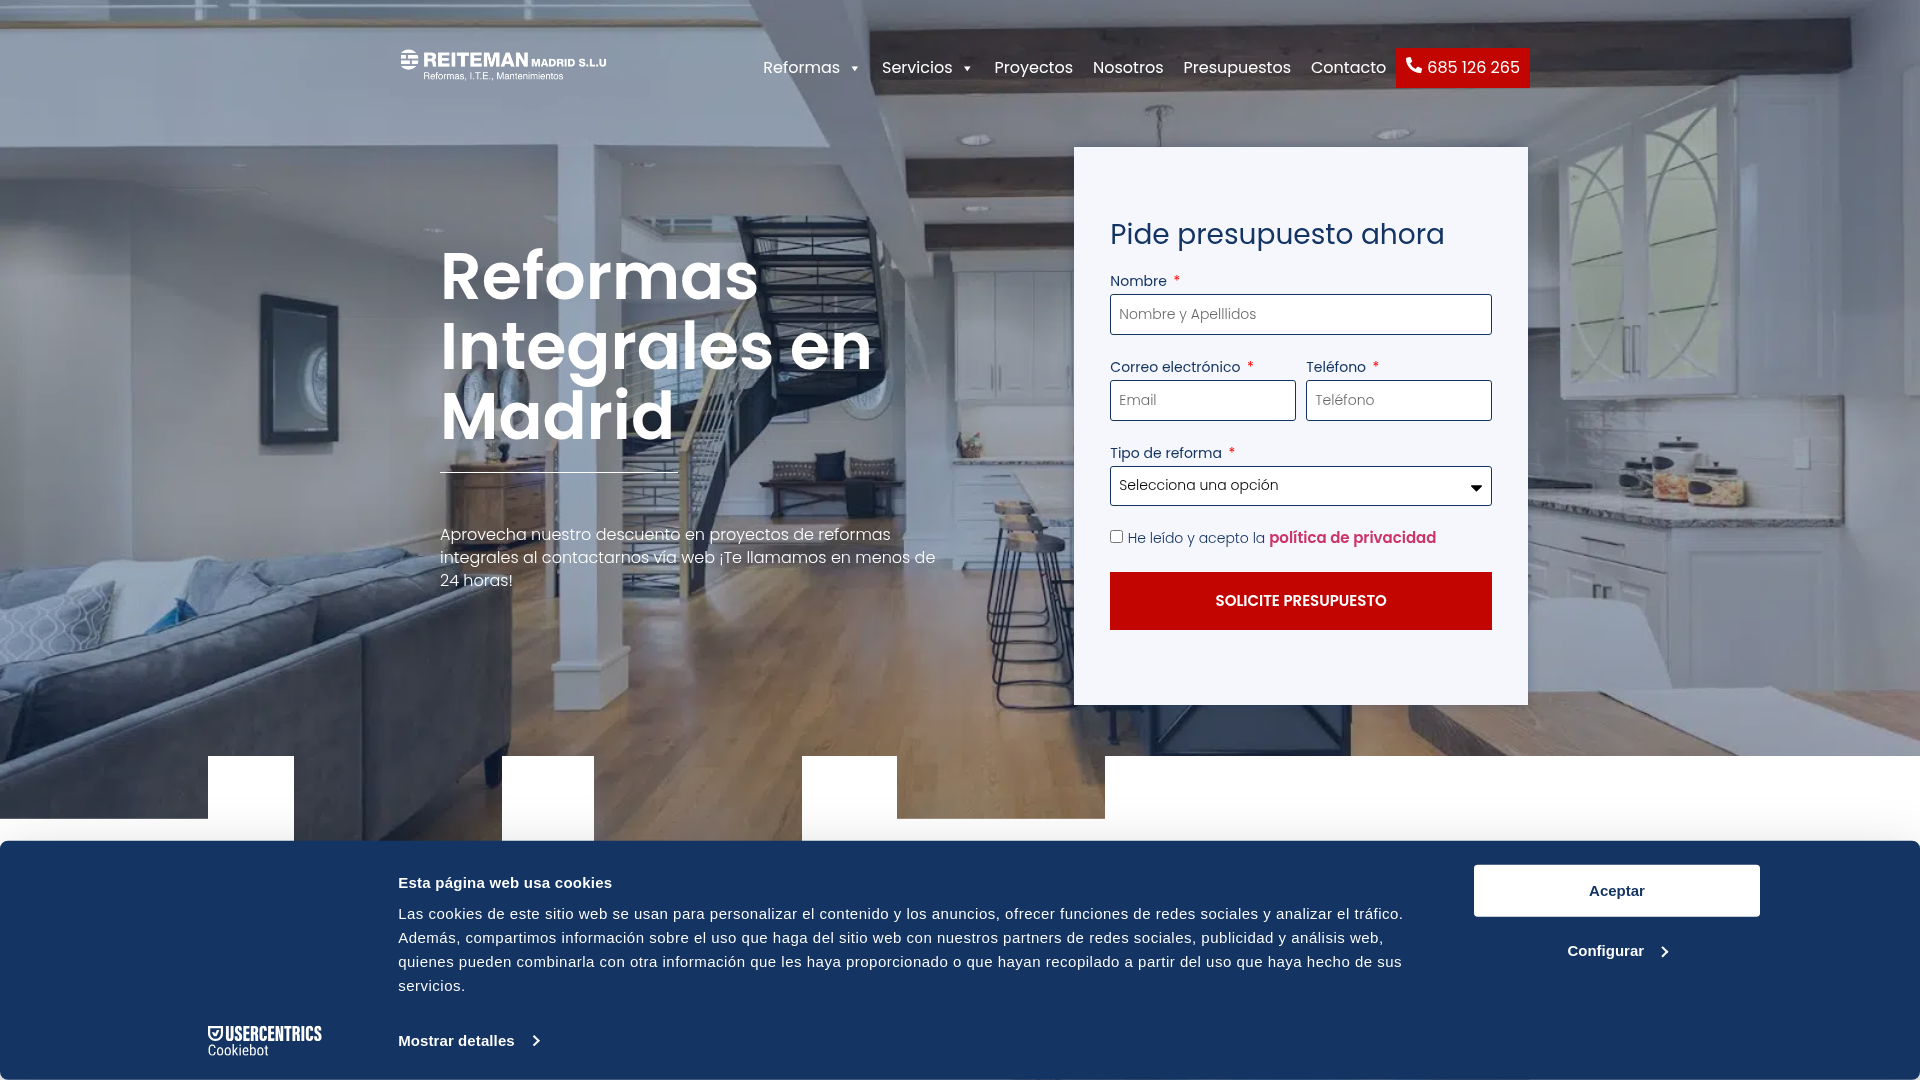 REITEMAN MADRID S.L.U
Reformas, I.T.E., Mantenimientos
Reformas
Servicios
Proyectos
Nosotros
Presupuestos
Contacto
685 126 265
Reformas
Integrales en
Madrid
Aprovecha nuestro descuento en proyectos de reformas
integrales al contactarnos vía web ¡Te llamamos en menos de
24 horas!
Pide presupuesto ahora
Nombre *
Nombre y Apelllidos
Correo electrónico *
Teléfono *
Email
Teléfono
Tipo de reforma *
Selecciona una opción
He leído y acepto la política de privacidad
SOLICITE PRESUPUESTO
Esta página web usa cookies
Las cookies de este sitio web se usan para personalizar el contenido y los anuncios, ofrecer funciones de redes sociales y analizar el tráfico.
Además, compartimos información sobre el uso que haga del sitio web con nuestros partners de redes sociales, publicidad y análisis web,
quienes pueden combinarla con otra información que les haya proporcionado o que hayan recopilado a partir del uso que haya hecho de sus
servicios.
Aceptar
Configurar
USERCENTRICS
Cookiebot
Mostrar detalles